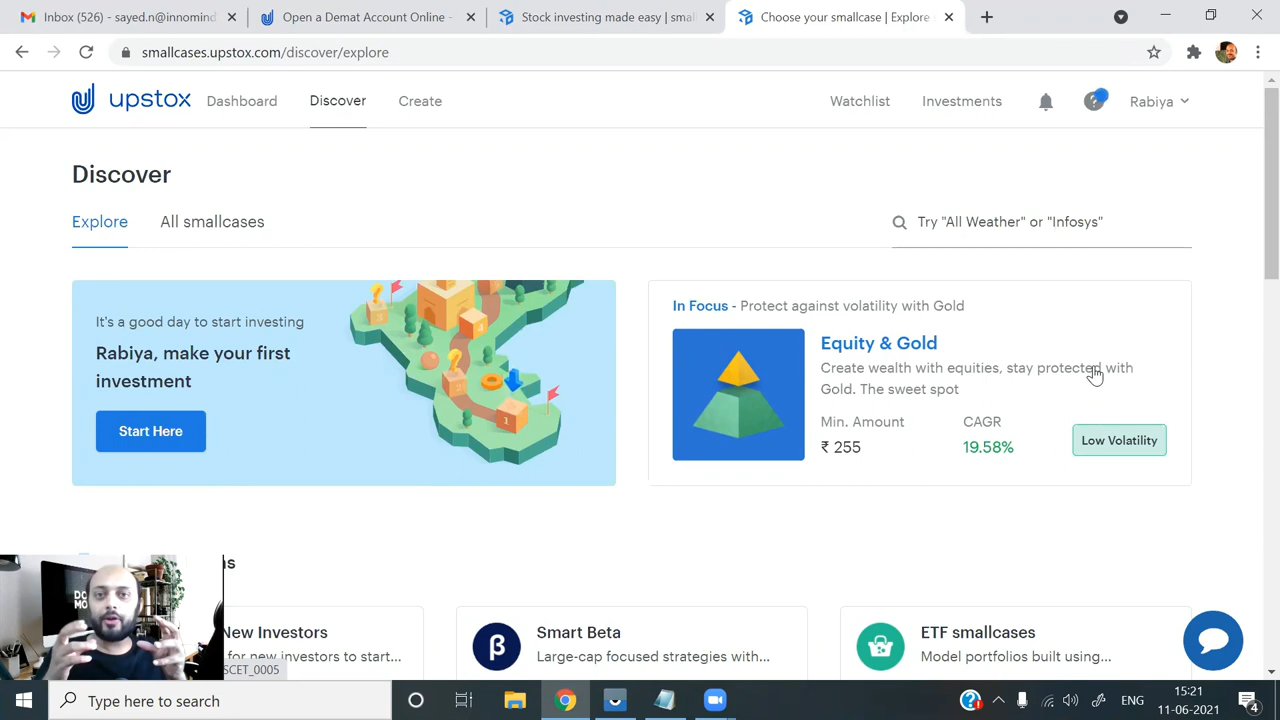 Inbox (526) - sayed.n@innomind
Open a Demat Account Online -
Stock investing made easy | smal
Choose your smallcase | Explore
smallcases.upstox.com/discover/explore
upstox
Dashboard
Discover
Create
Watchlist
Investments
Rabiya
Discover
Explore
All smallcases
Try "All Weather" or "Infosys"
It's a good day to start investing
Rabiya, make your first
investment
Start Here
In Focus - Protect against volatility with Gold
Equity & Gold
Create wealth with equities, stay protected with
Gold. The sweet spot
Min. Amount
₹ 255
CAGR
19.58%
Low Volatility
New Investors
for new investors to start...
SCET_0005
β
Smart Beta
Large-cap focused strategies with...
ETF smallcases
Model portfolios built using...
Type here to search
ENG
15:21
11-06-2021
4